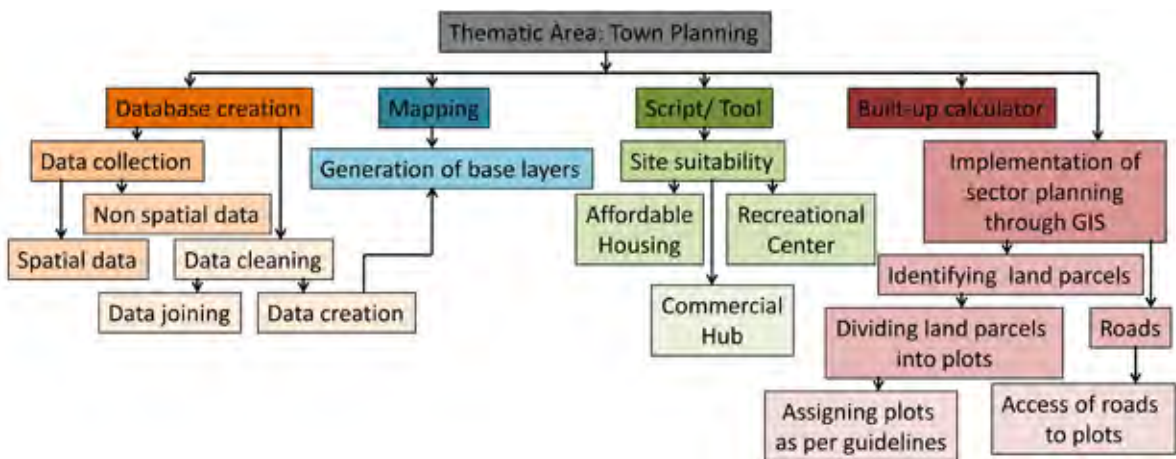 Thematic Area: Town Planning
Database creation
Mapping
Script/ Tool
Built-up calculator
Data collection
Generation of base layers
Site suitability
Implementation of
sector planning
through GIS
Non spatial data
Affordable
Housing
Recreational
Center
Spatial data
Data cleaning
Identifying land parcels
Data joining
Data creation
Commercial
Hub
Dividing land parcels
into plots
Roads
Assigning plots
as per guidelines
Access of roads
to plots